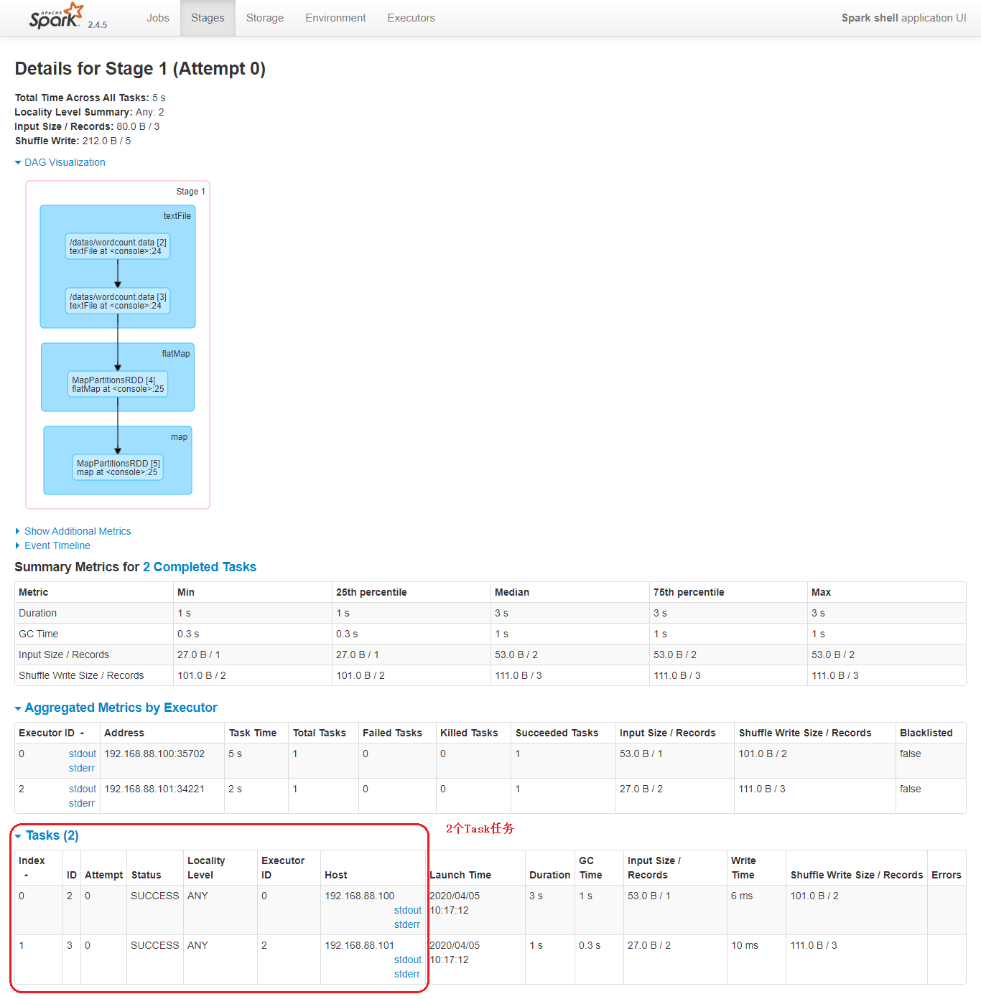 APACHE
Spark 2.4.5 Jobs Stages Storage Environment Executors Spark shell application UI
Details for Stage 1 (Attempt 0)
Total Time Across All Tasks: 5 s
Locality Level Summary: Any: 2
Input Size / Records: 80.0 B / 3
Shuffle Write: 212.0 B / 5
DAG Visualization
Stage 1
textFile
/datas/wordcount.data [2]
textFile at <console>:24
/datas/wordcount.data [3]
textFile at <console>:24
flatMap
MapPartitionsRDD [4]
flatMap at <console>:25
map
MapPartitionsRDD [5]
map at <console>:25
Show Additional Metrics
Event Timeline
Summary Metrics for 2 Completed Tasks
Metric Min 25th percentile Median 75th percentile Max
Duration 1 s 1 s 3 s 3 s 3 s
GC Time 0.3 s 0.3 s 1 s 1 s 1 s
Input Size / Records 27.0 B / 1 27.0 B / 1 53.0 B / 2 53.0 B / 2 53.0 B / 2
Shuffle Write Size / Records 101.0 B / 2 101.0 B / 2 111.0 B / 3 111.0 B / 3 111.0 B / 3
Aggregated Metrics by Executor
Executor ID Address Task Time Total Tasks Failed Tasks Killed Tasks Succeeded Tasks Input Size / Records Shuffle Write Size / Records Blacklisted
0 stdout 192.168.88.100:35702 5 s 1 0 0 1 53.0 B / 1 101.0 B / 2 false
stderr
2 stdout 192.168.88.101:34221 2 s 1 0 0 1 27.0 B / 2 111.0 B / 3 false
stderr
2个Task任务
Tasks (2)
Index ID Attempt Status Locality Level Executor ID Host Launch Time Duration GC Time Input Size / Records Write Time Shuffle Write Size / Records Errors
0 2 0 SUCCESS ANY 0 192.168.88.100 2020/04/05 3 s 1 s 53.0 B / 1 6 ms 101.0 B / 2
stdout 10:17:12
stderr
1 3 0 SUCCESS ANY 2 192.168.88.101 2020/04/05 1 s 0.3 s 27.0 B / 2 10 ms 111.0 B / 3
stdout 10:17:12
stderr